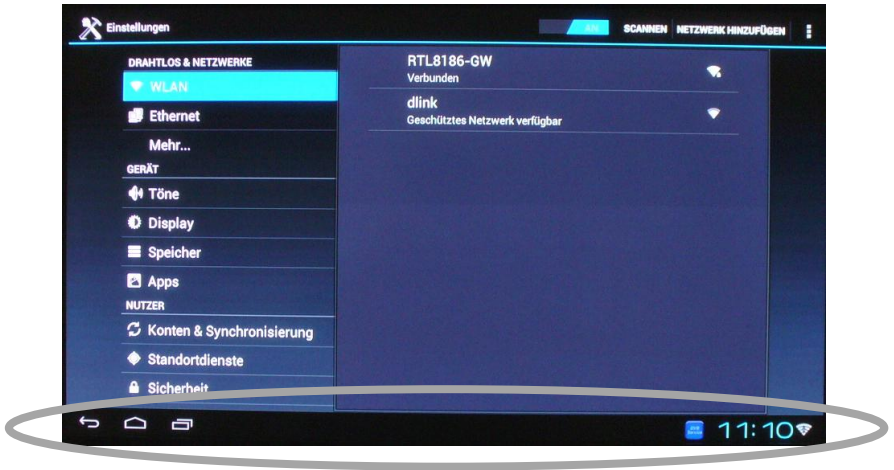 Einstellungen
AN SCANNEN NETZWERK HINZUFÜGEN
DRAHTLOS & NETZWERKE
WLAN
Ethernet
Mehr...
GERÄT
Töne
Display
Speicher
Apps
NUTZER
Konten & Synchronisierung
Standortdienste
Sicherheit
RTL8186-GW
Verbunden
dlink
Geschütztes Netzwerk verfügbar
11:10